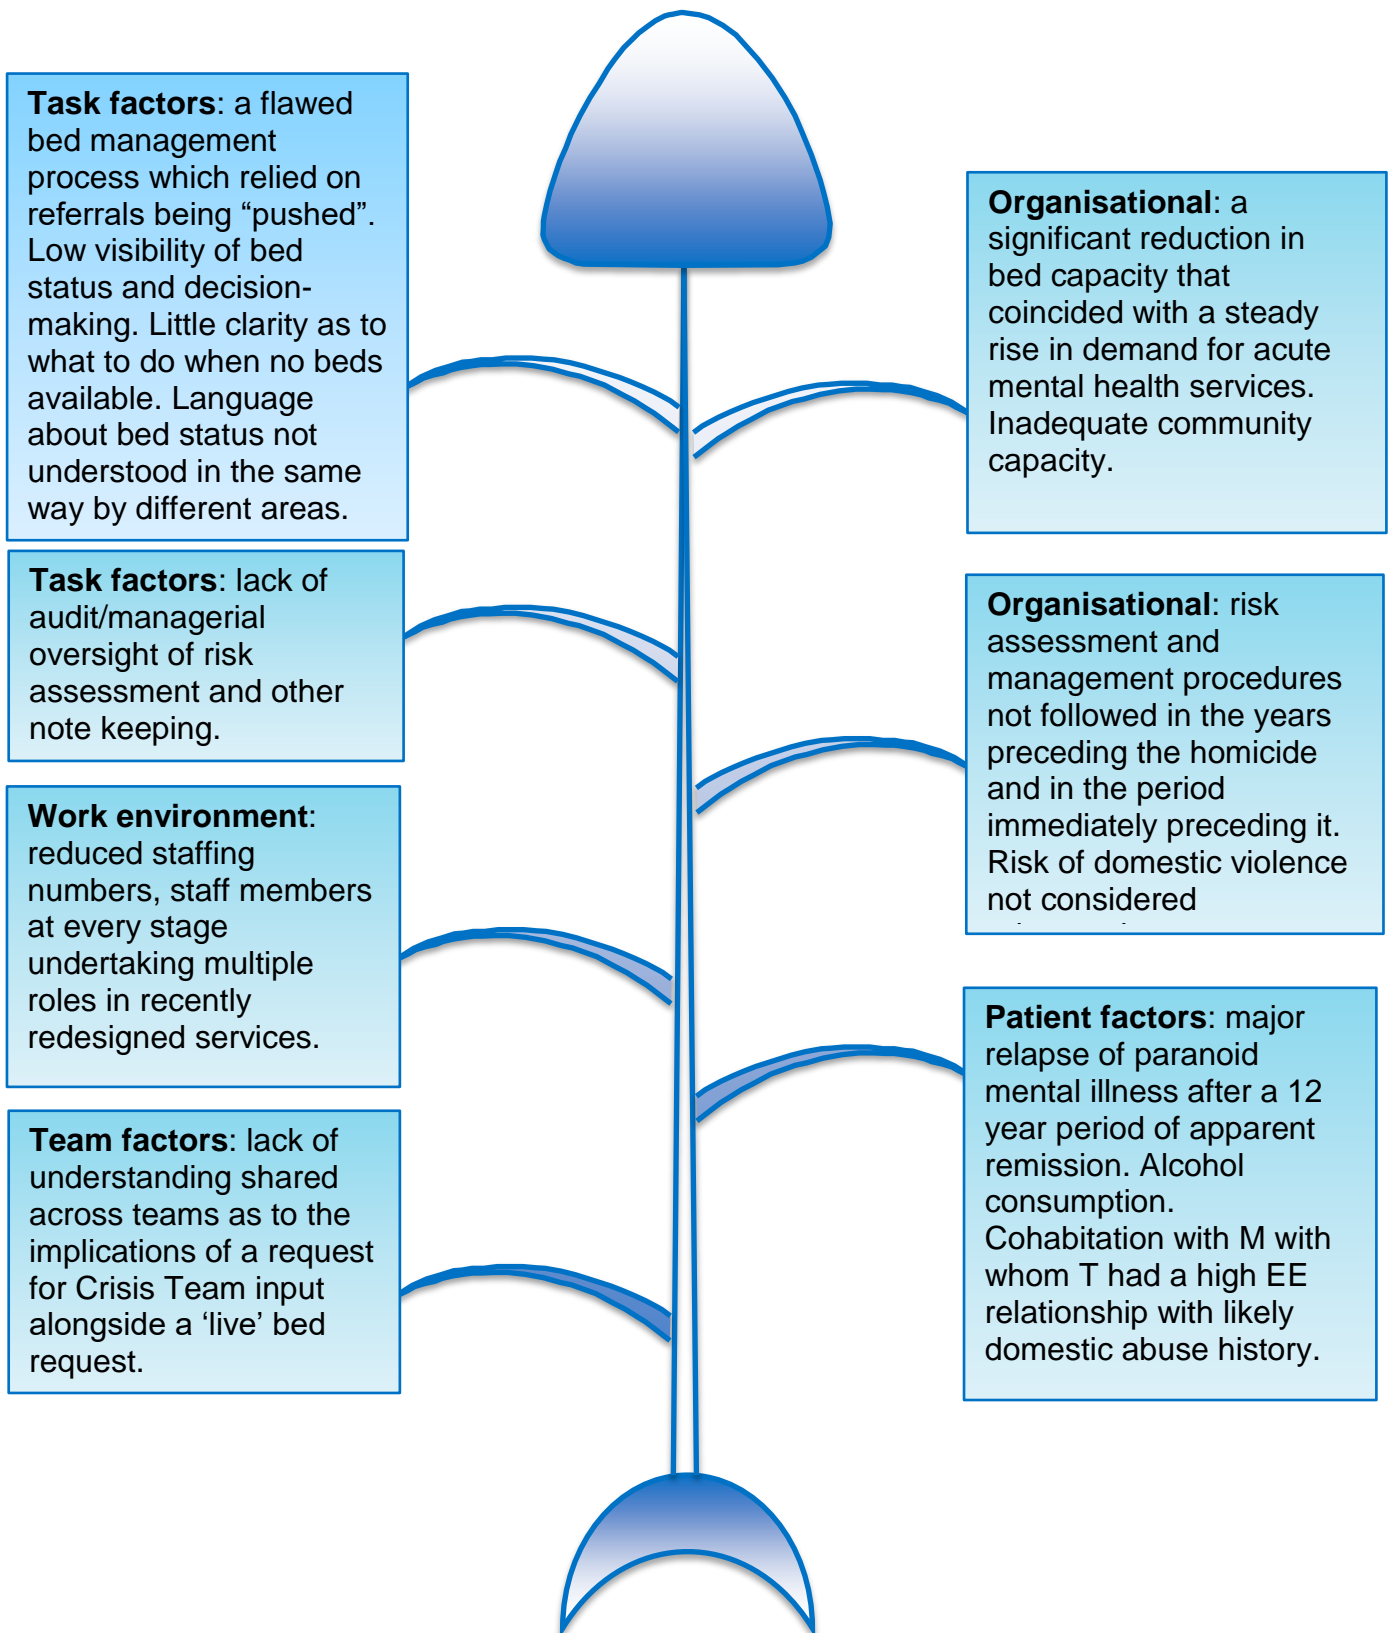 Task factors: a flawed
bed management
process which relied on
referrals being “pushed”.
Low visibility of bed
status and decision-
making. Little clarity as to
what to do when no beds
available. Language
about bed status not
understood in the same
way by different areas.
Task factors: lack of
audit/managerial
oversight of risk
assessment and other
note keeping.
Work environment:
reduced staffing
numbers, staff members
at every stage
undertaking multiple
roles in recently
redesigned services.
Team factors: lack of
understanding shared
across teams as to the
implications of a request
for Crisis Team input
alongside a ‘live’ bed
request.
Organisational: a
significant reduction in
bed capacity that
coincided with a steady
rise in demand for acute
mental health services.
Inadequate community
capacity.
Organisational: risk
assessment and
management procedures
not followed in the years
preceding the homicide
and in the period
immediately preceding it.
Risk of domestic violence
not considered
Patient factors: major
relapse of paranoid
mental illness after a 12
year period of apparent
remission. Alcohol
consumption.
Cohabitation with M with
whom T had a high EE
relationship with likely
domestic abuse history.